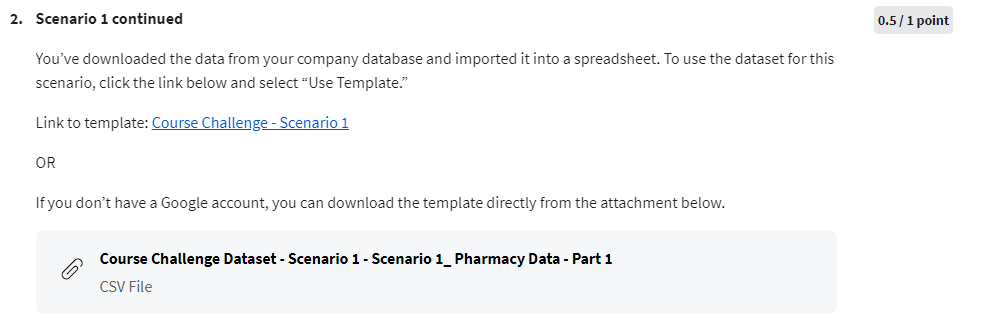 2. Scenario 1 continued
0.5 / 1 point
You’ve downloaded the data from your company database and imported it into a spreadsheet. To use the dataset for this
scenario, click the link below and select “Use Template.”
Link to template: Course Challenge - Scenario 1
OR
If you don’t have a Google account, you can download the template directly from the attachment below.
Course Challenge Dataset - Scenario 1 - Scenario 1_ Pharmacy Data - Part 1
CSV File